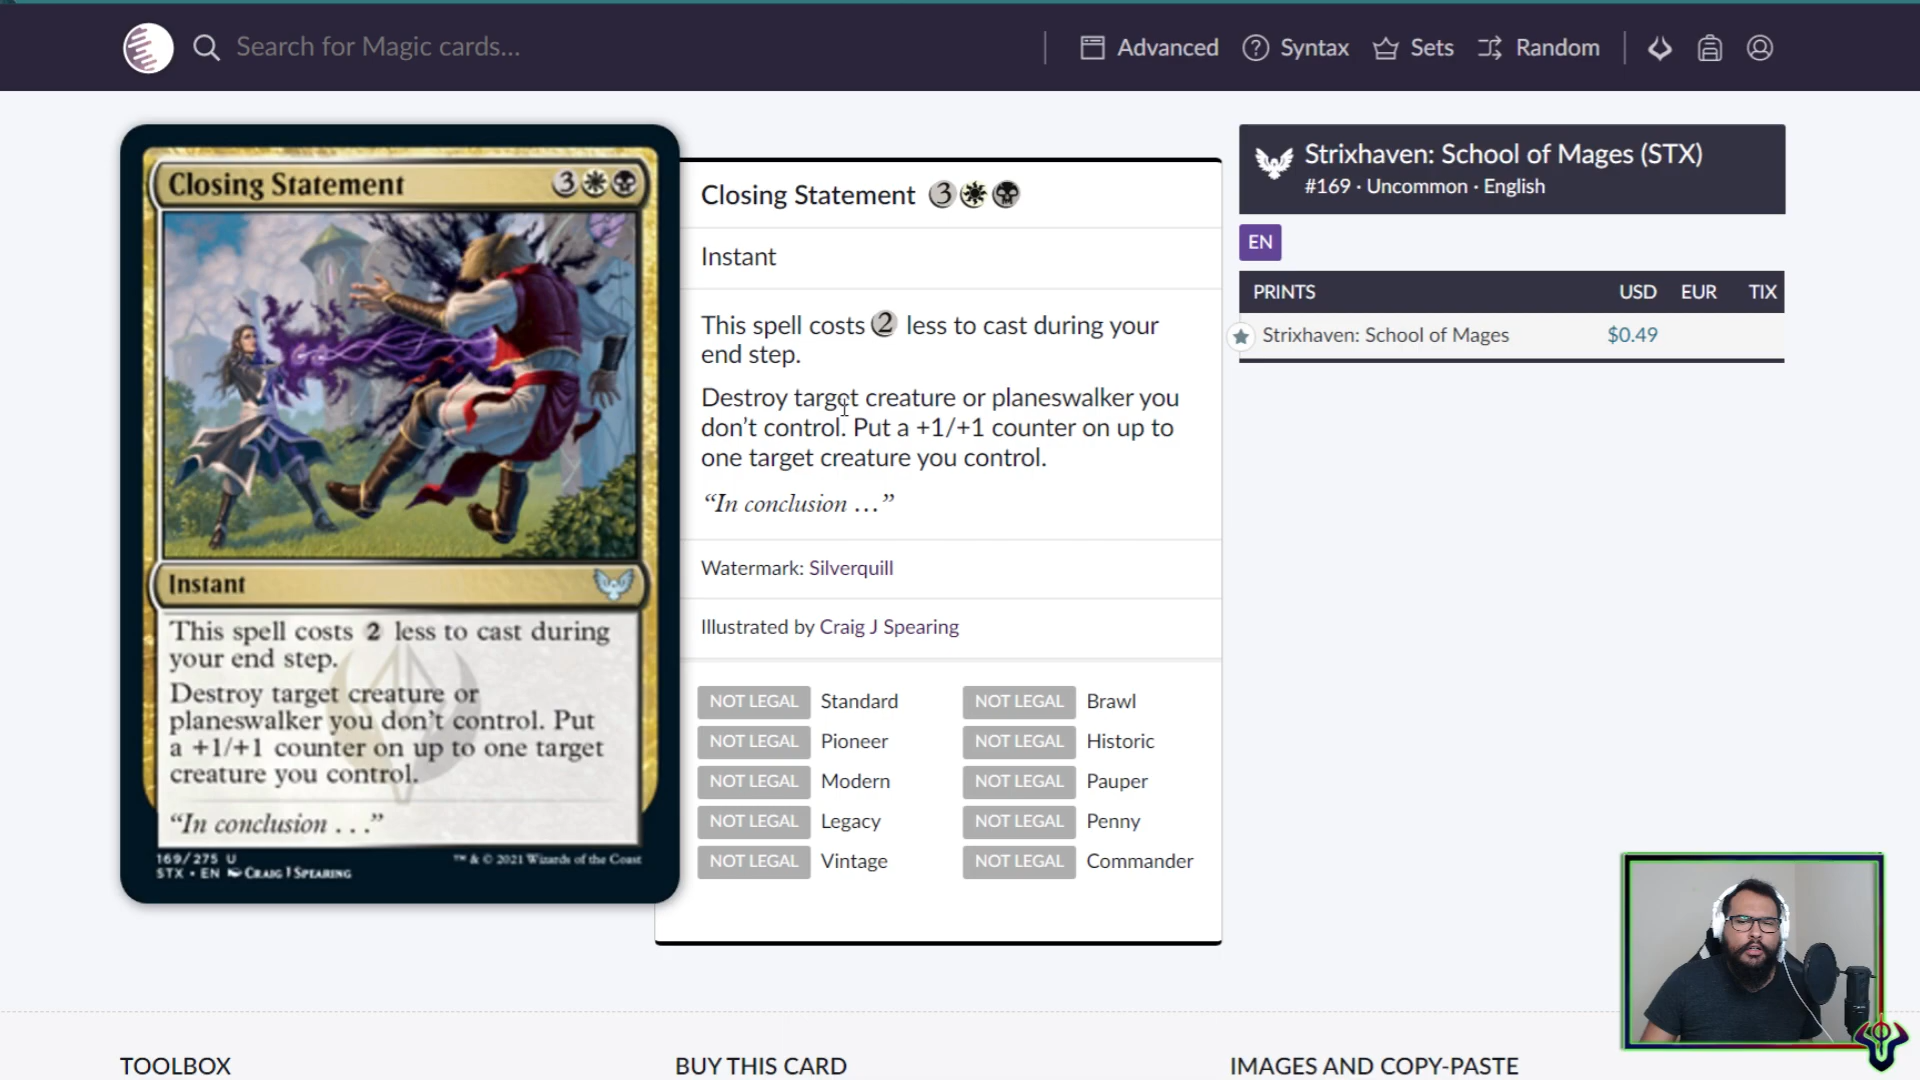 Search for Magic cards...
Advanced
Syntax
Sets
Random
Closing Statement 3
Instant
This spell costs 2 less to cast during
your end step.
Destroy target creature or
planeswalker you don't control. Put
a +1/+1 counter on up to one target
creature you control.
“In conclusion . . .”
169/275 U
STX • EN CRAIG J SPEARING
™ & © 2021 Wizards of the Coast
Closing Statement 3
Instant
This spell costs 2 less to cast during your
end step.
Destroy target creature or planeswalker you
don’t control. Put a +1/+1 counter on up to
one target creature you control.
“In conclusion …”
Watermark: Silverquill
Illustrated by Craig J Spearing
NOT LEGAL Standard NOT LEGAL Brawl
NOT LEGAL Pioneer NOT LEGAL Historic
NOT LEGAL Modern NOT LEGAL Pauper
NOT LEGAL Legacy NOT LEGAL Penny
NOT LEGAL Vintage NOT LEGAL Commander
Strixhaven: School of Mages (STX)
#169 · Uncommon · English
EN
PRINTS USD EUR TIX
Strixhaven: School of Mages $0.49
TOOLBOX
BUY THIS CARD
IMAGES AND COPY-PASTE